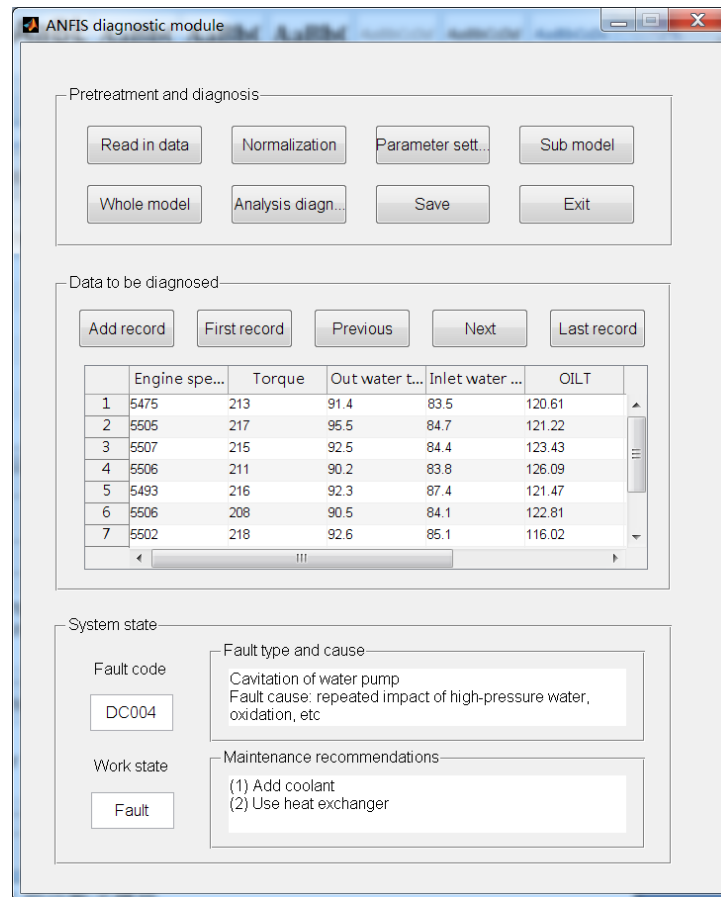 ANFIS diagnostic module
Pretreatment and diagnosis
Read in data Normalization Parameter sett... Sub model
Whole model Analysis diagn... Save Exit
Data to be diagnosed
Add record First record Previous Next Last record
Engine spe... Torque Out water t... Inlet water ... OILT
1 5475 213 91.4 83.5 120.61
2 5505 217 95.5 84.7 121.22
3 5507 215 92.5 84.4 123.43
4 5506 211 90.2 83.8 126.09
5 5493 216 92.3 87.4 121.47
6 5506 208 90.5 84.1 122.81
7 5502 218 92.6 85.1 116.02
System state
Fault code
DC004
Work state
Fault
Fault type and cause
Cavitation of water pump
Fault cause: repeated impact of high-pressure water,
oxidation, etc
Maintenance recommendations
(1) Add coolant
(2) Use heat exchanger